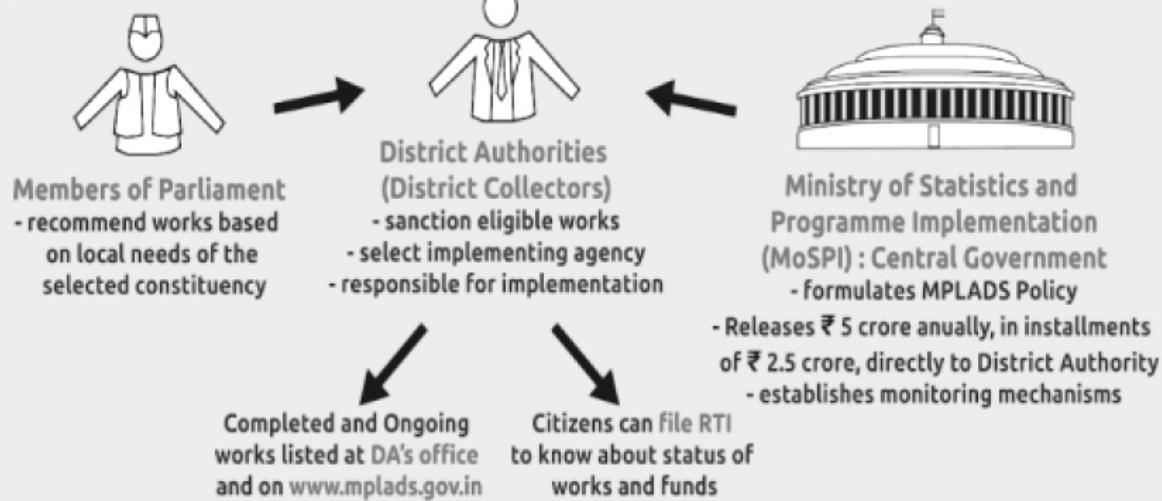 Members of Parliament
- recommend works based
on local needs of the
selected constituency
District Authorities
(District Collectors)
- sanction eligible works
- select implementing agency
- responsible for implementation
Ministry of Statistics and
Programme Implementation
(MoSPI) : Central Government
- formulates MPLADS Policy
- Releases ₹ 5 crore anually, in installments
of ₹ 2.5 crore, directly to District Authority
- establishes monitoring mechanisms
Completed and Ongoing
works listed at DA's office
and on www.mplads.gov.in
Citizens can file RTI
to know about status of
works and funds